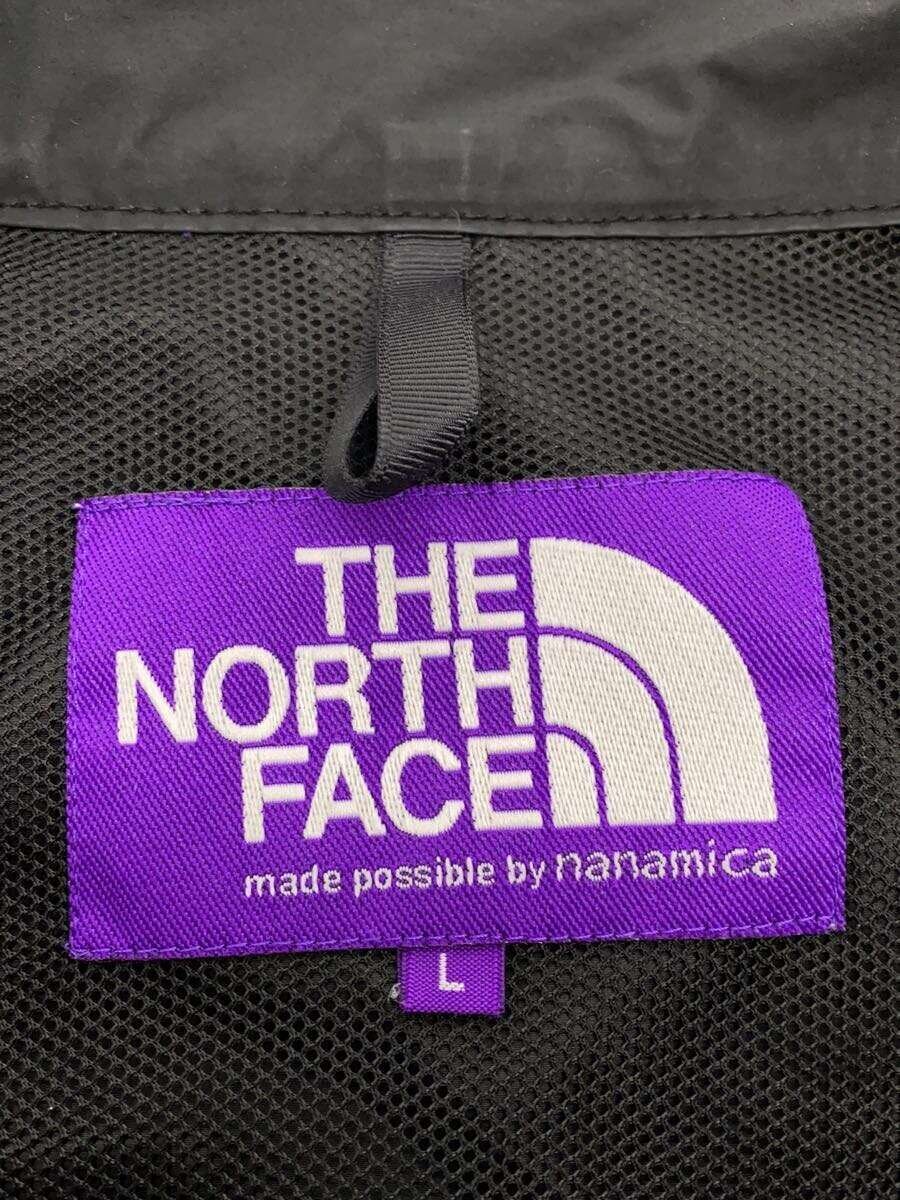 THE
NORTH
FACE
made possible by nanamica
L